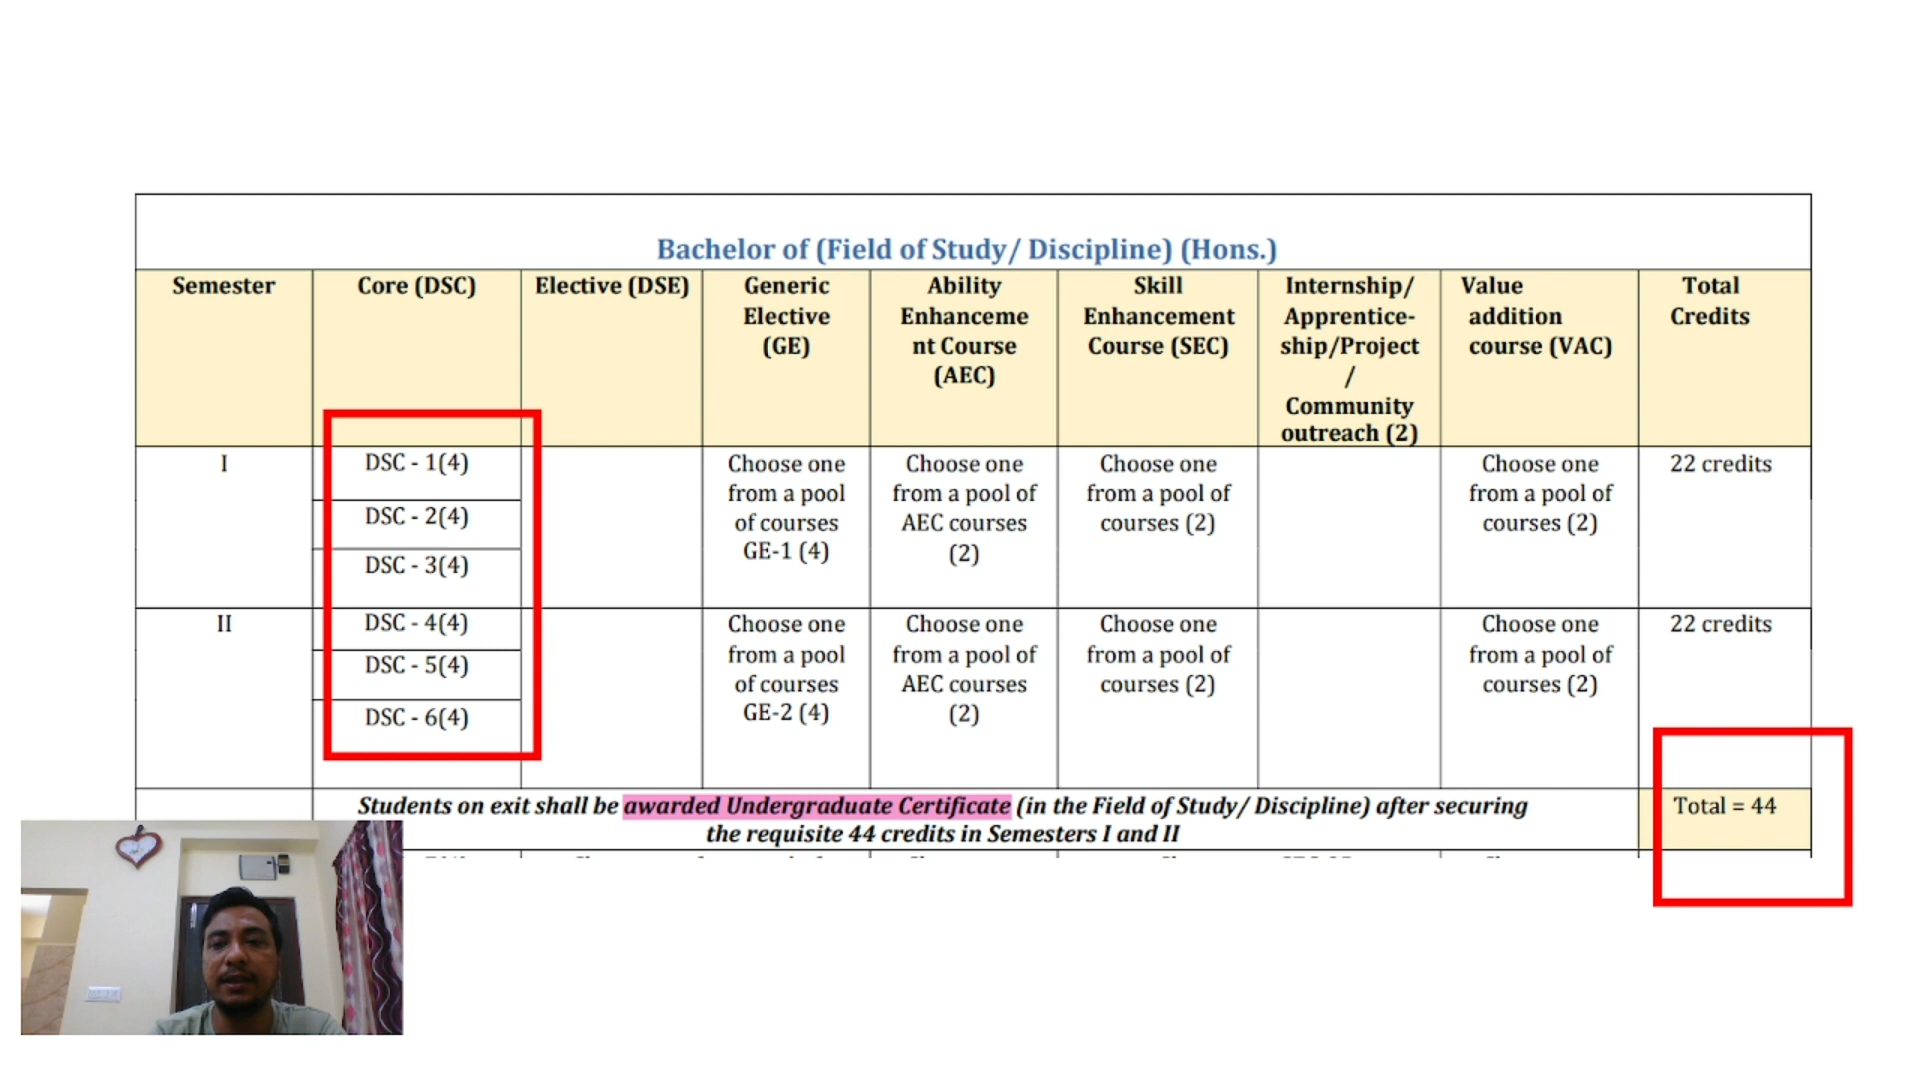 Bachelor of (Field of Study/ Discipline) (Hons.)
Semester
Core (DSC)
Elective (DSE)
Generic
Elective
(GE)
Ability
Enhanceme
nt Course
(AEC)
Skill
Enhancement
Course (SEC)
Internship/
Apprentice-
ship/Project
/
Community
outreach (2)
Value
addition
course (VAC)
Total
Credits
I
DSC - 1(4)
DSC - 2(4)
DSC - 3(4)
Choose one
from a pool
of courses
GE-1 (4)
Choose one
from a pool of
AEC courses
(2)
Choose one
from a pool of
courses (2)
Choose one
from a pool of
courses (2)
22 credits
II
DSC - 4(4)
DSC - 5(4)
DSC - 6(4)
Choose one
from a pool
of courses
GE-2 (4)
Choose one
from a pool of
AEC courses
(2)
Choose one
from a pool of
courses (2)
Choose one
from a pool of
courses (2)
22 credits
Students on exit shall be awarded Undergraduate Certificate (in the Field of Study/ Discipline) after securing
the requisite 44 credits in Semesters I and II
Total = 44